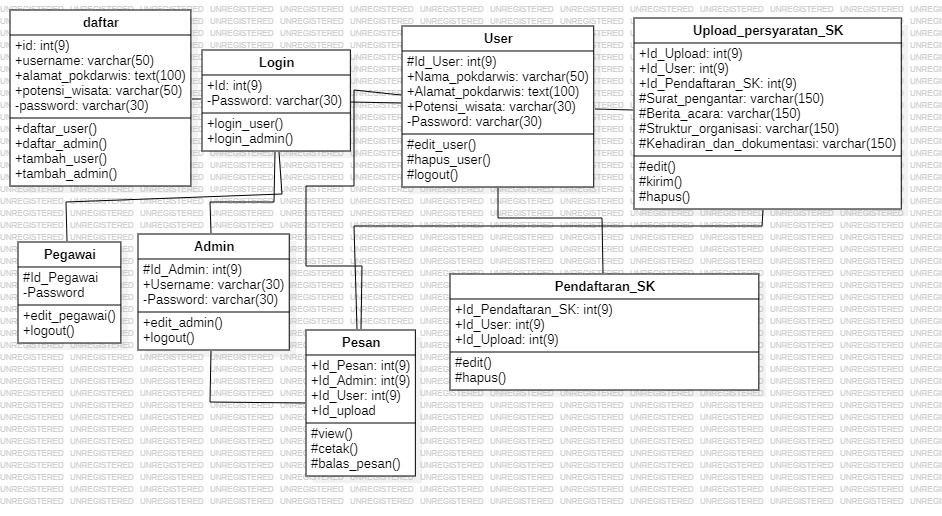 daftar
+id: int(9)
+username: varchar(50)
+alamat_pokdarwis: text(100)
+potensi_wisata: varchar(50)
-password: varchar(30)
+daftar_user()
+daftar_admin()
+tambah_user()
+tambah_admin()
Login
+Id: int(9)
-Password: varchar(30)
+login_user()
+login_admin()
User
#Id_User: int(9)
+Nama_pokdarwis: varchar(50)
+Alamat_pokdarwis: text(100)
+Potensi_wisata: varchar(30)
-Password: varchar(30)
#edit_user()
#hapus_user()
#logout()
Upload_persyaratan_SK
+Id_Upload: int(9)
+Id_User: int(9)
+Id_Pendaftaran_SK: int(9)
#Surat_pengantar: varchar(150)
#Berita_acara: varchar(150)
#Struktur_organisasi: varchar(150)
#Kehadiran_dan_dokumentasi: varchar(150)
#edit()
#kirim()
#hapus()
Pegawai
#Id_Pegawai
-Password
+edit_pegawai()
+logout()
Admin
#Id_Admin: int(9)
+Username: varchar(30)
-Password: varchar(30)
+edit_admin()
+logout()
Pesan
+Id_Pesan: int(9)
+Id_Admin: int(9)
+Id_User: int(9)
+Id_upload
#view()
#cetak()
#balas_pesan()
Pendaftaran_SK
+Id_Pendaftaran_SK: int(9)
+Id_User: int(9)
+Id_Upload: int(9)
#edit()
#hapus()
UNREGISTERED